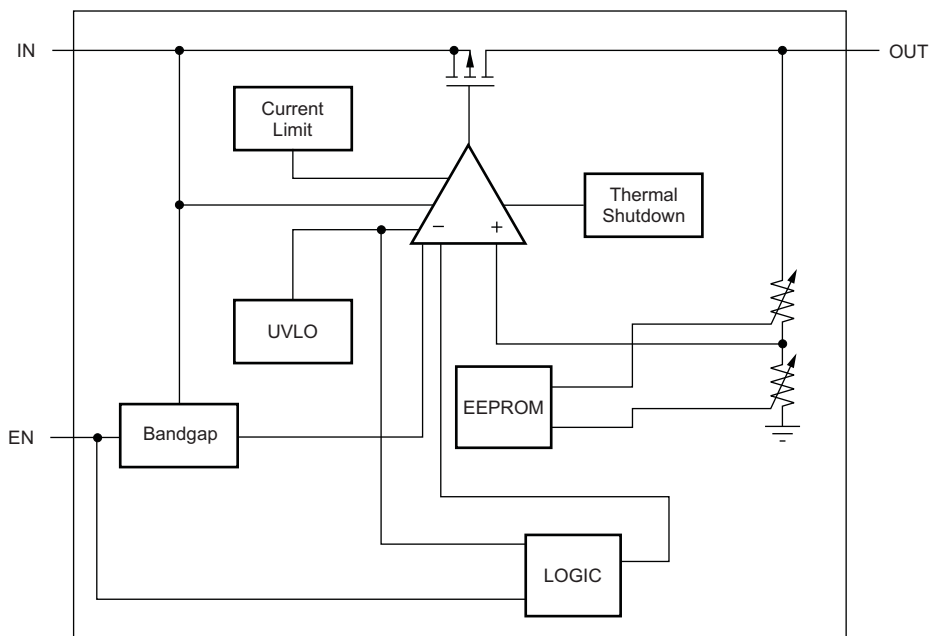 IN
OUT
Current
Limit
Thermal
Shutdown
−
+
UVLO
EEPROM
EN
Bandgap
LOGIC